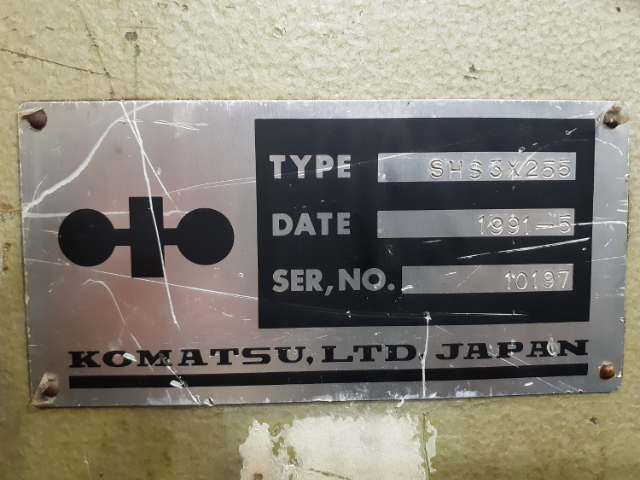 TYPE SHS3X255
DATE 1991-5
SER, NO. 10197
KOMATSU, LTD. JAPAN